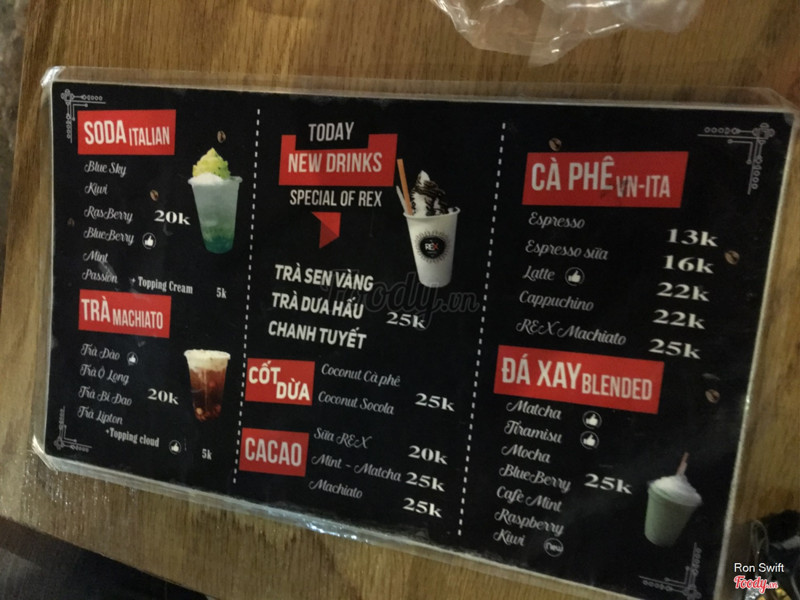 SODA ITALIAN
Blue Sky
Kiwi
RasBerry 20k
BlueBerry
Mint
Passion + Topping Cream 5k
TRÀ MACHIATO
Trà Đào
Trà Ô Long
Trà Bí Đao 20k
Trà Lipton
+Topping cloud 5k
TODAY
NEW DRINKS
SPECIAL OF REX
REX
TRÀ SEN VÀNG
TRÀ DƯA HẤU 25k
CHANH TUYẾT
CỐT DỪA
Coconut Cà phê
Coconut Socola 25k
CACAO
Sữa REX 20k
Mint - Matcha 25k
Machiato 25k
CÀ PHÊ VN-ITA
Espresso 13k
Espresso sữa 16k
Latte 22k
Cappuchino 22k
REX Machiato 25k
ĐÁ XAY BLENDED
Matcha
Tiramisu
Mocha
BlueBerry 25k
Cafe Mint
Raspberry
Kiwi New
Foody.vn
Ron Swift
Foody.vn